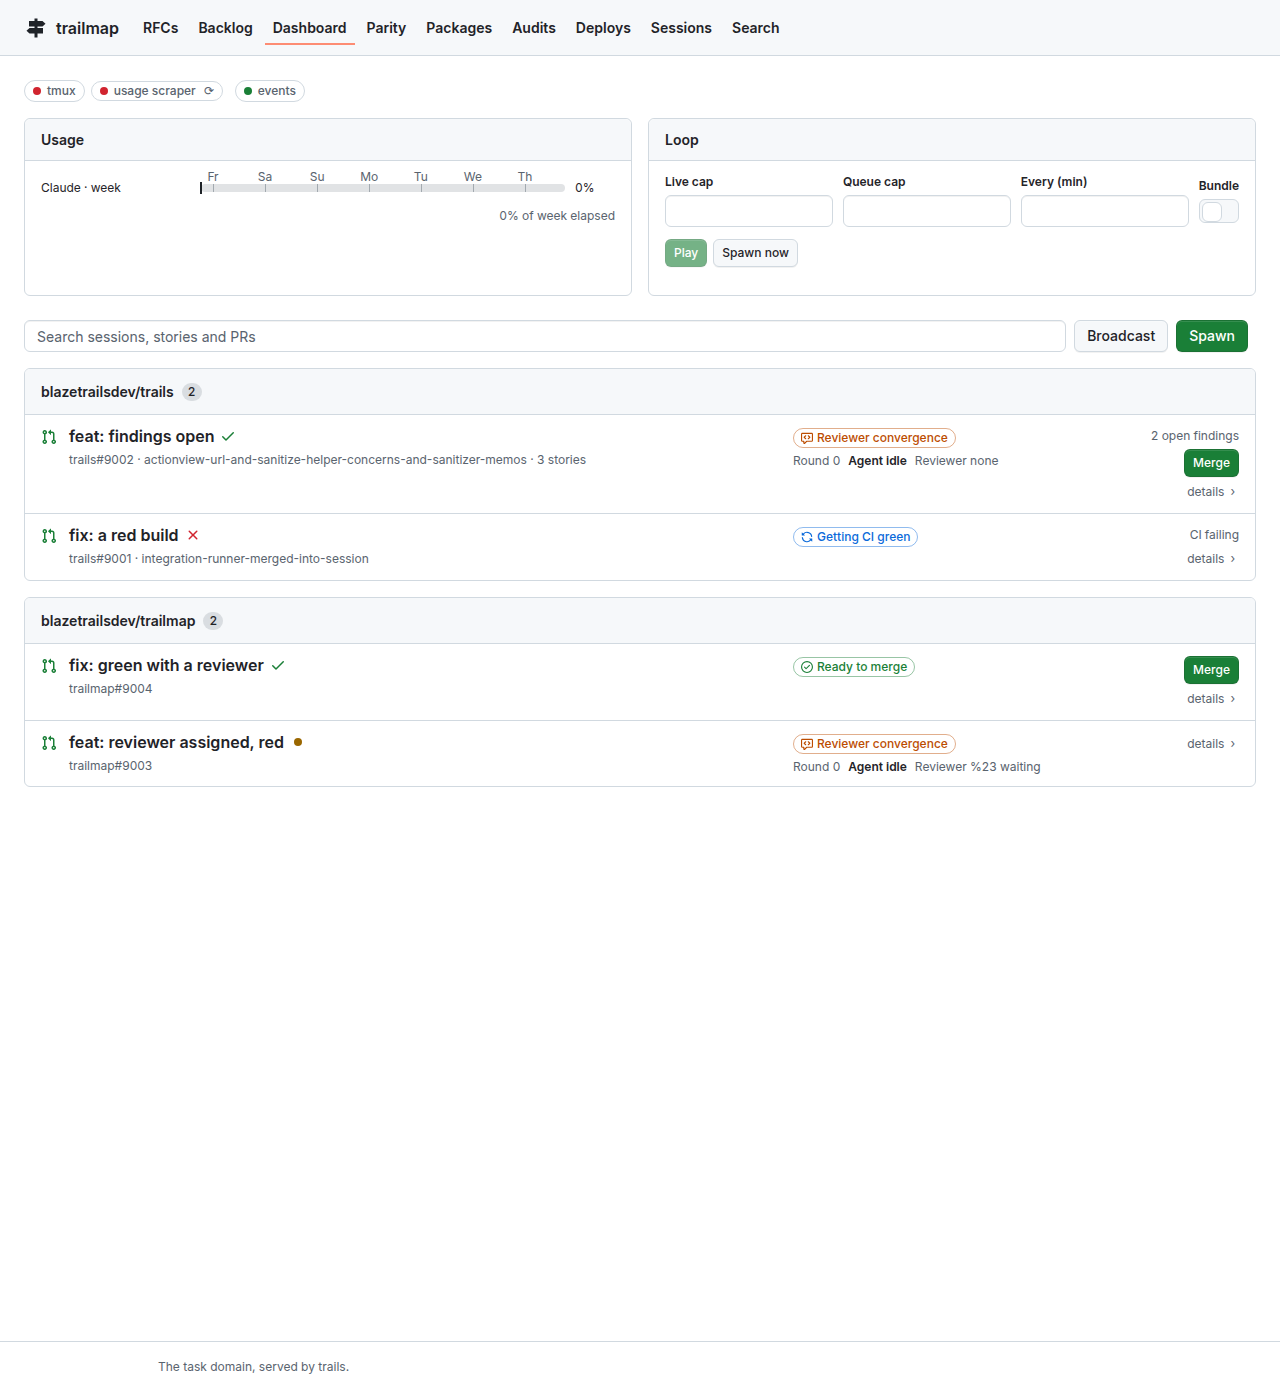 trailmap RFCs Backlog Dashboard Parity Packages Audits Deploys Sessions Search
tmux usage scraper ⟳ events
Usage
Fr Sa Su Mo Tu We Th
Claude · week 0%
0% of week elapsed
Loop
Live cap Queue cap Every (min) Bundle
Play Spawn now
Search sessions, stories and PRs Broadcast Spawn
blazetrailsdev/trails 2
feat: findings open Reviewer convergence 2 open findings
trails#9002 · actionview-url-and-sanitize-helper-concerns-and-sanitizer-memos · 3 stories Round 0 Agent idle Reviewer none Merge
details ›
fix: a red build Getting CI green CI failing
trails#9001 · integration-runner-merged-into-session details ›
blazetrailsdev/trailmap 2
fix: green with a reviewer Ready to merge Merge
trailmap#9004 details ›
feat: reviewer assigned, red Reviewer convergence details ›
trailmap#9003 Round 0 Agent idle Reviewer %23 waiting
The task domain, served by trails.